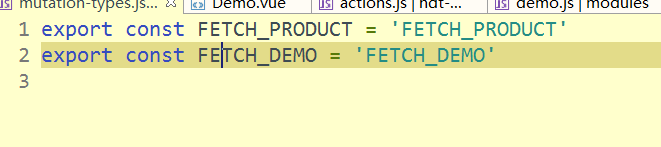 mutation-types.js... Demo.vue actions.js | hdt-... demo.js | modules
1 export const FETCH_PRODUCT = 'FETCH_PRODUCT'
2 export const FETCH_DEMO = 'FETCH_DEMO'
3